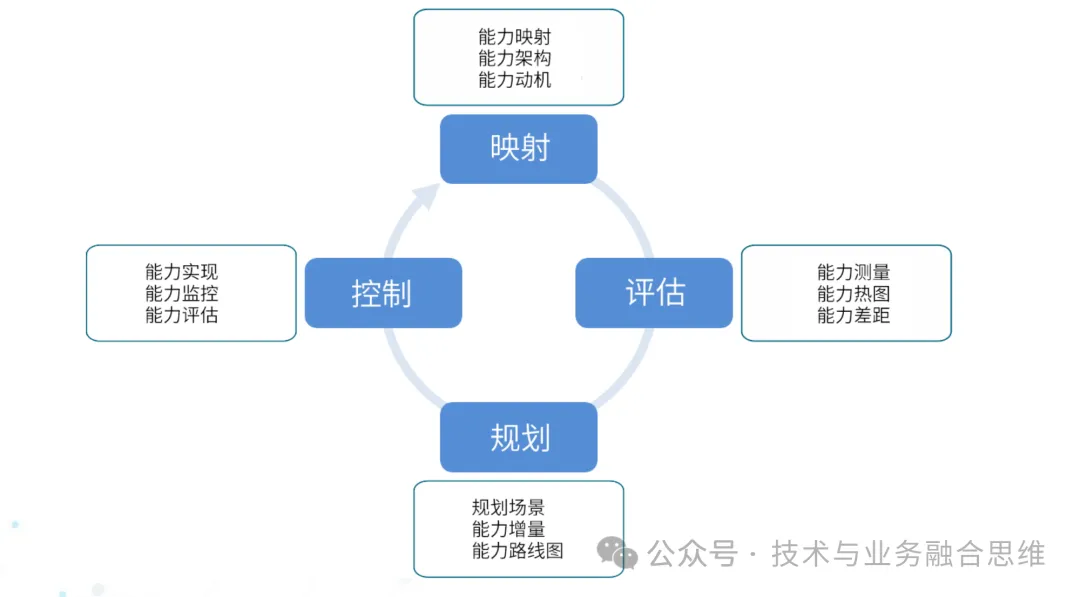 能力映射
能力架构
能力动机
映射
能力实现
能力监控
能力评估
控制
评估
能力测量
能力热图
能力差距
规划
规划场景
能力增量
能力路线图
公众号 · 技术与业务融合思维